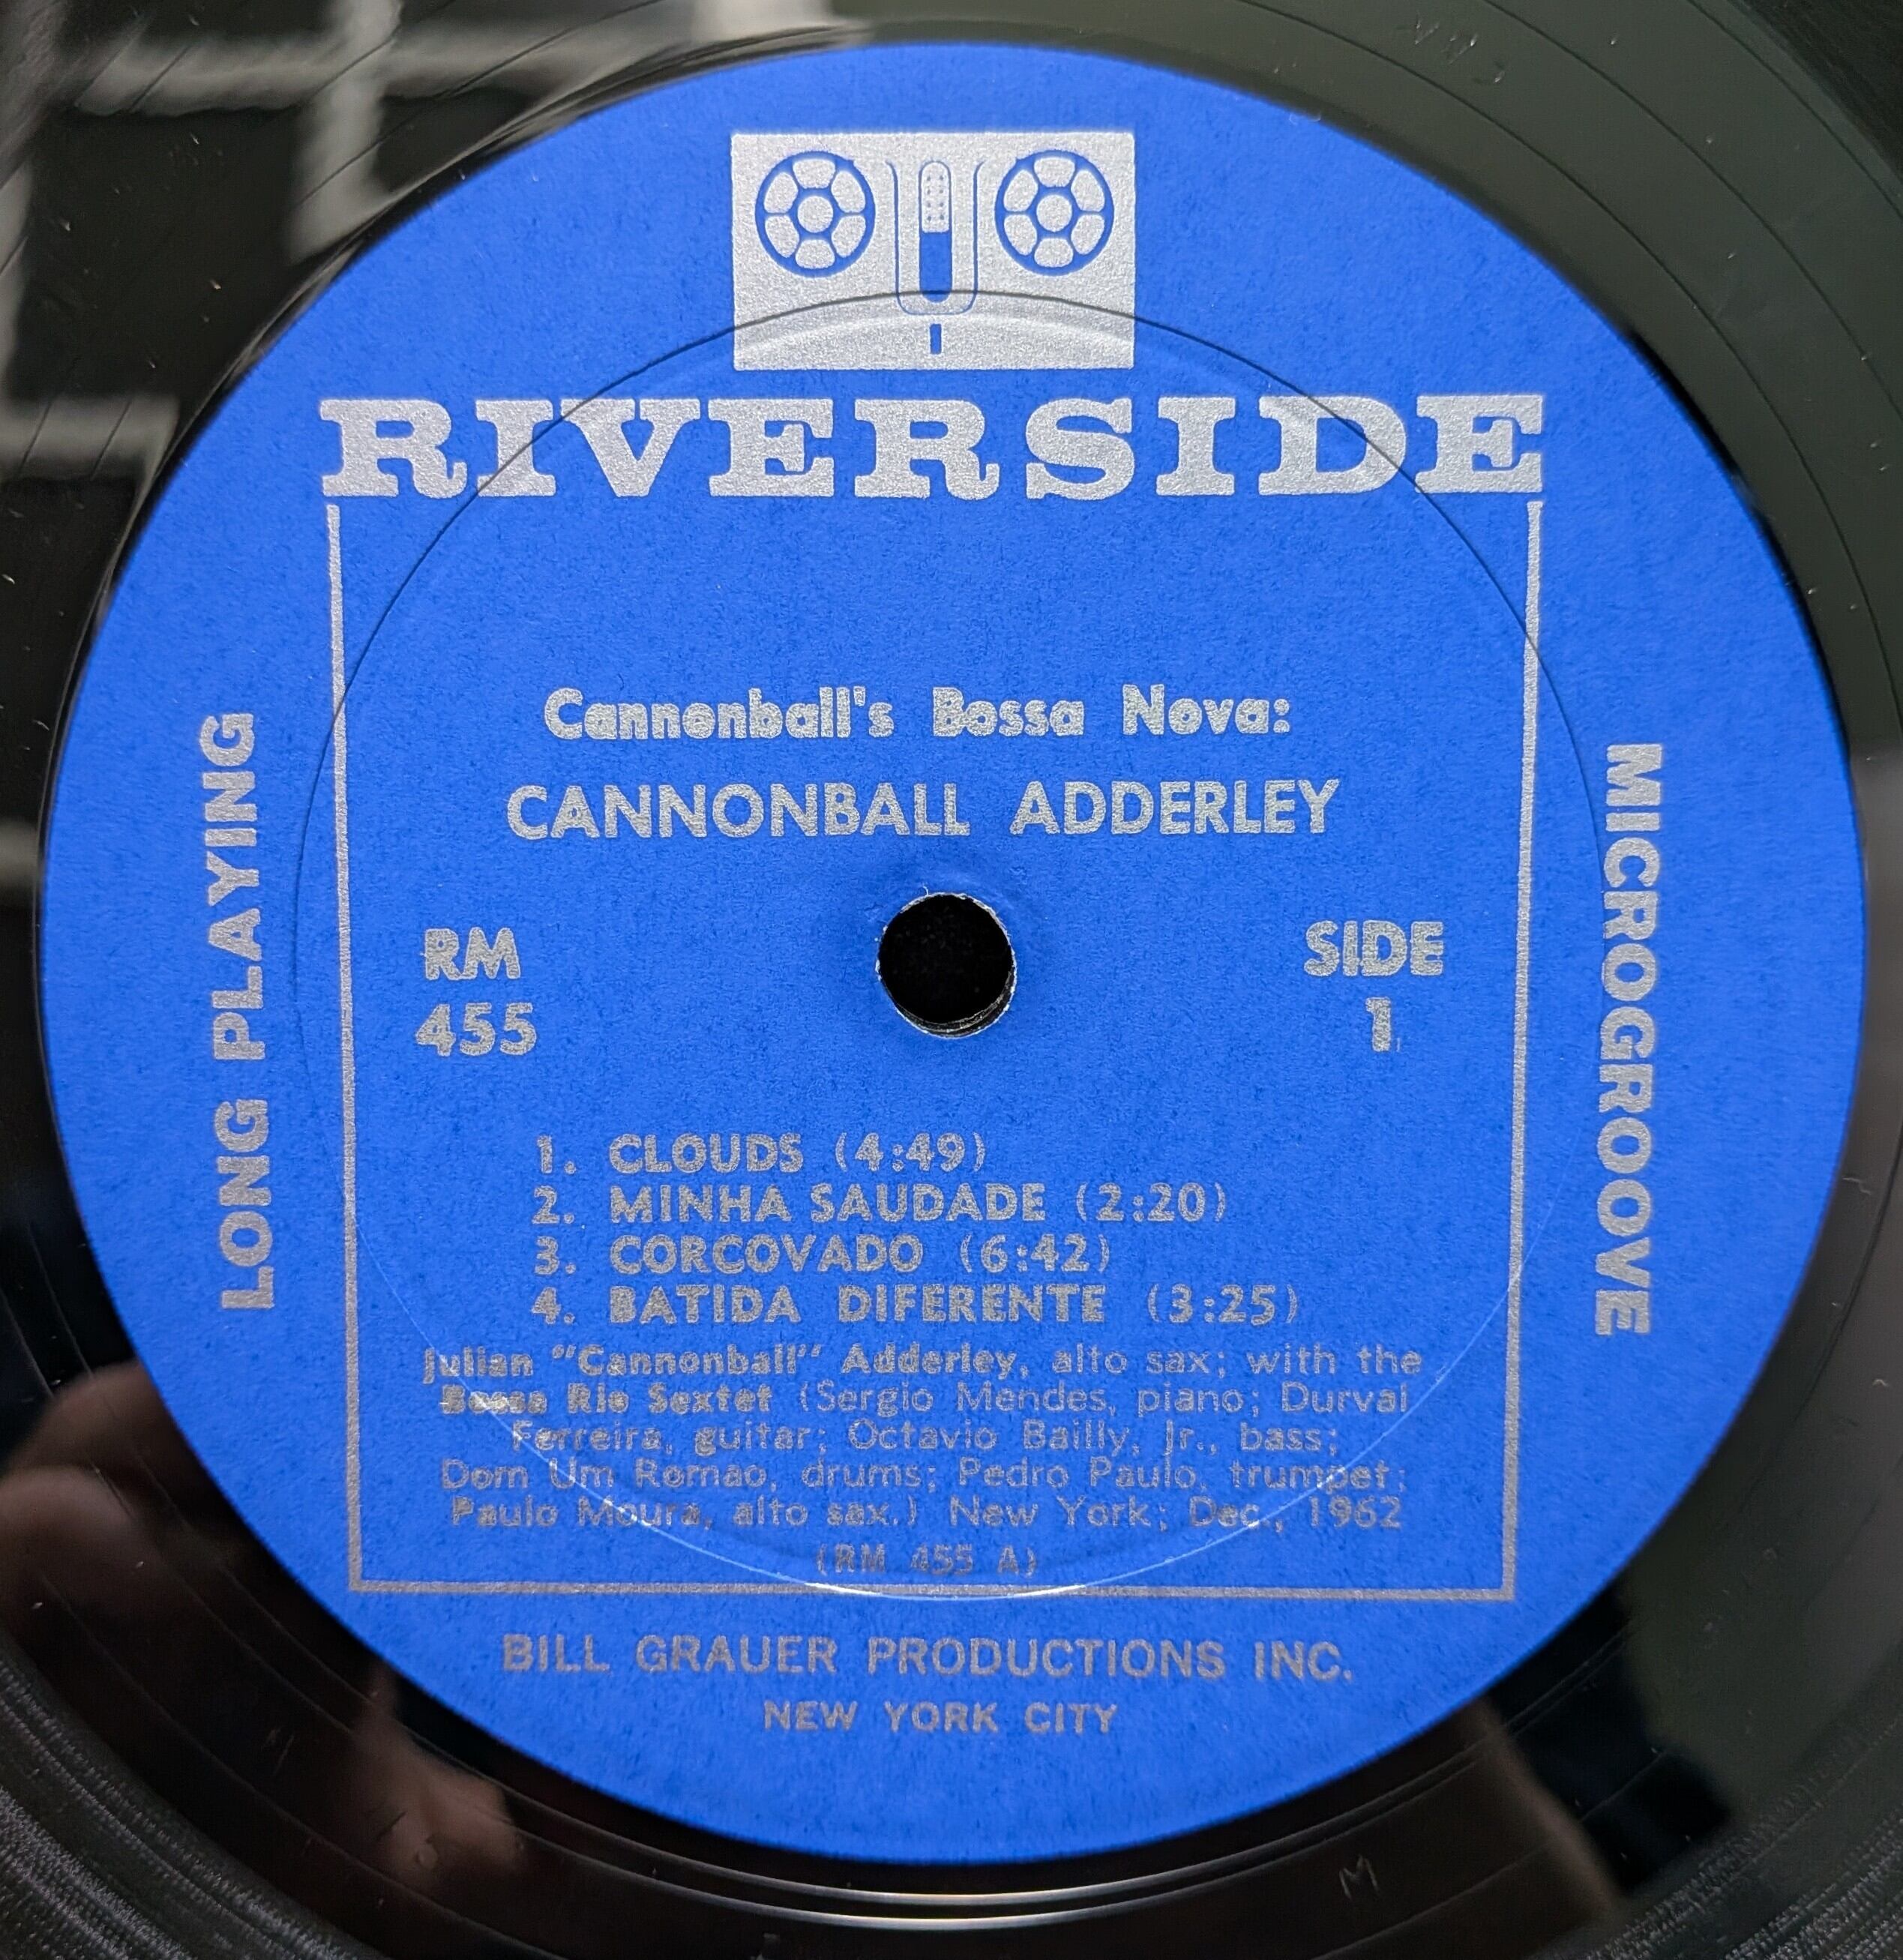 RIVERSIDE
Cannonball's Bossa Nova:
CANNONBALL ADDERLEY
LONG PLAYING
MICROGROOVE
RM
455
SIDE
1
1. CLOUDS (4:49)
2. MINHA SAUDADE (2:20)
3. CORCOVADO (6:42)
4. BATIDA DIFERENTE (3:25)
Julian "Cannonball" Adderley, alto sax; with the
Bossa Rio Sextet (Sergio Mendes, piano; Durval
Ferreira, guitar; Octavio Bailly, Jr., bass;
Dom Um Romao, drums; Pedro Paulo, trumpet;
Paulo Moura, alto sax.) New York; Dec., 1962
(RM 455 A)
BILL GRAUER PRODUCTIONS INC.
NEW YORK CITY
M